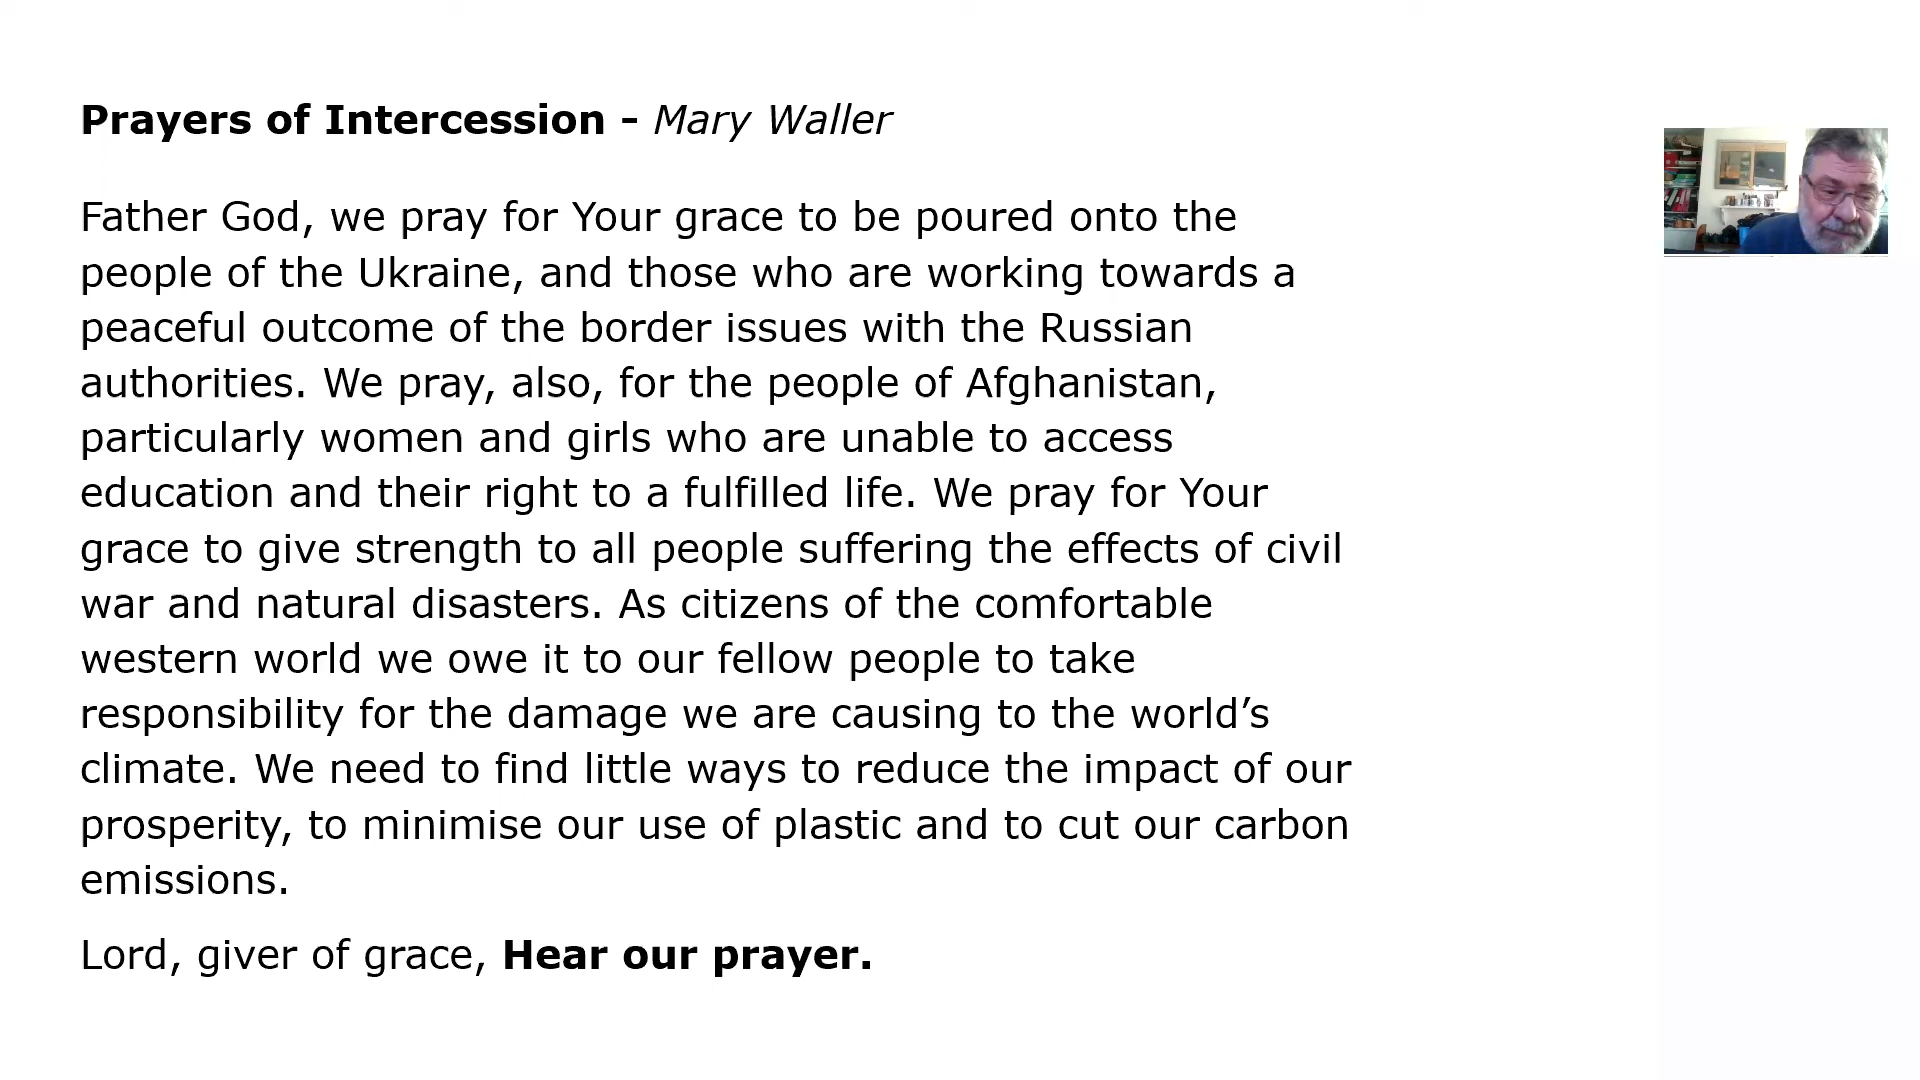 Prayers of Intercession - Mary Waller
Father God, we pray for Your grace to be poured onto the
people of the Ukraine, and those who are working towards a
peaceful outcome of the border issues with the Russian
authorities. We pray, also, for the people of Afghanistan,
particularly women and girls who are unable to access
education and their right to a fulfilled life. We pray for Your
grace to give strength to all people suffering the effects of civil
war and natural disasters. As citizens of the comfortable
western world we owe it to our fellow people to take
responsibility for the damage we are causing to the world’s
climate. We need to find little ways to reduce the impact of our
prosperity, to minimise our use of plastic and to cut our carbon
emissions.
Lord, giver of grace, Hear our prayer.